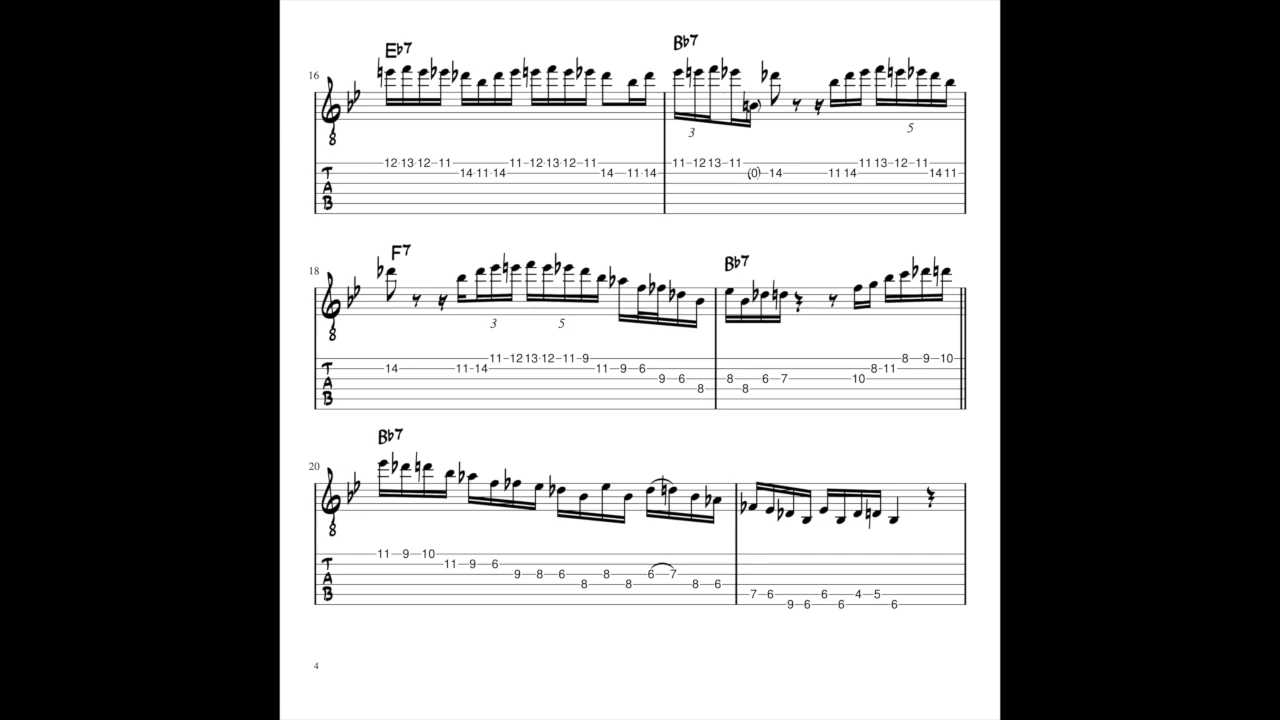 E♭7 B♭7
16
8
3 5
12 13 12 11 11 12 13 12 11 11 12 13 11 11 13 12 11
T 14 11 14 14 11 14 (0) 14 11 14 14 11
A
B
F7 B♭7
18
8
3 5
11 12 13 12 11 9 8 9 10
T 14 11 14 11 9 6 8 11
A 9 6 8 6 7 10
B 8 8
B♭7
20
8
11 9 10
T 11 9 6
A 9 8 6 8 6 7
8 8 8 6
B 7 6 6 4 5
9 6 6 6
4